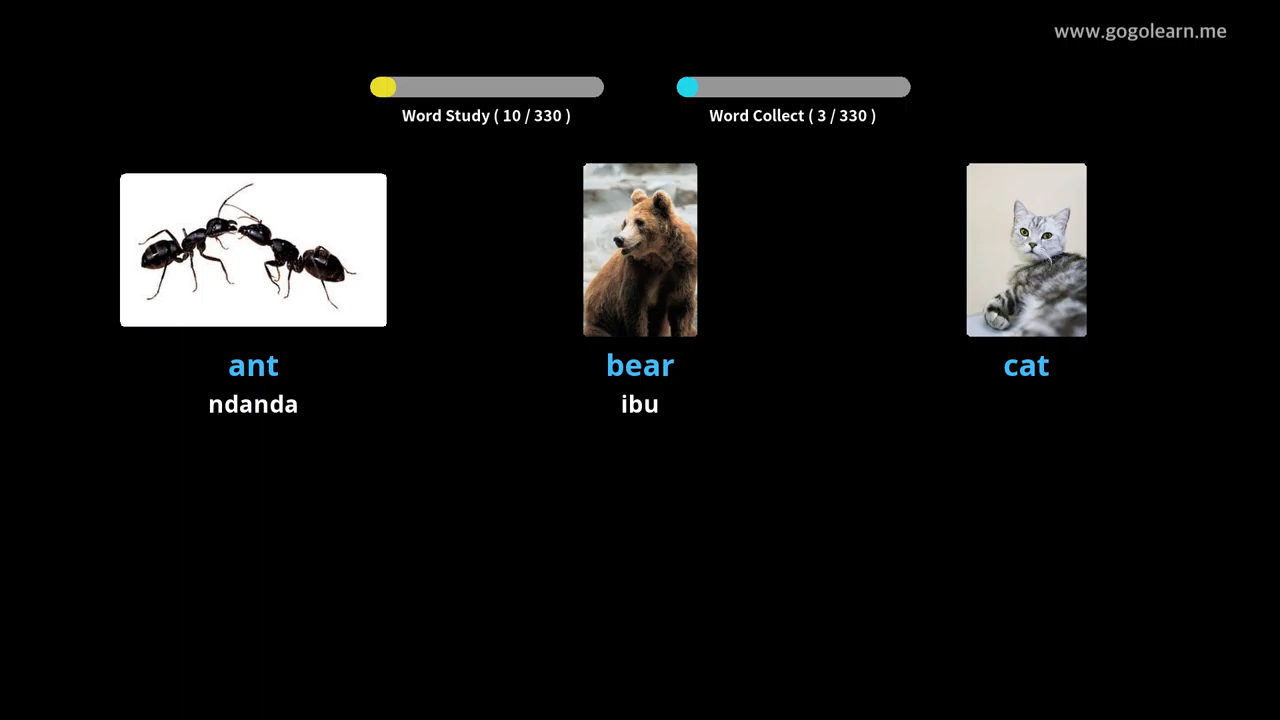 www.gogolearn.me
Word Study ( 10 / 330 )
Word Collect ( 3 / 330 )
ant
bear
cat
ndanda
ibu